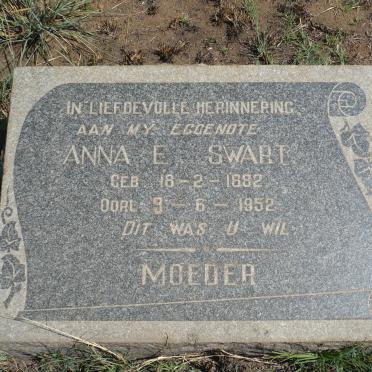 IN LIEFDEVOLLE HERINNERING
AAN MY EGGENOTE
ANNA E. SWART.
GEB. 16-2-1882
OORL. 9-6-1952.
DIT WAS U WIL
MOEDER